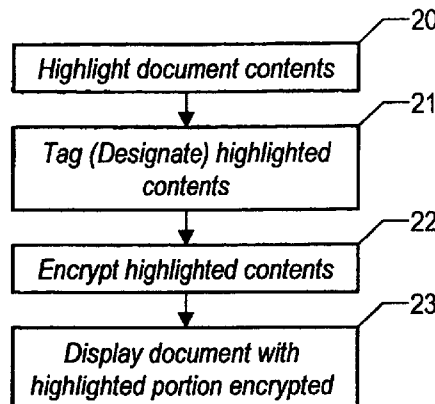 20
Highlight document contents
21
Tag (Designate) highlighted
contents
22
Encrypt highlighted contents
23
Display document with
highlighted portion encrypted